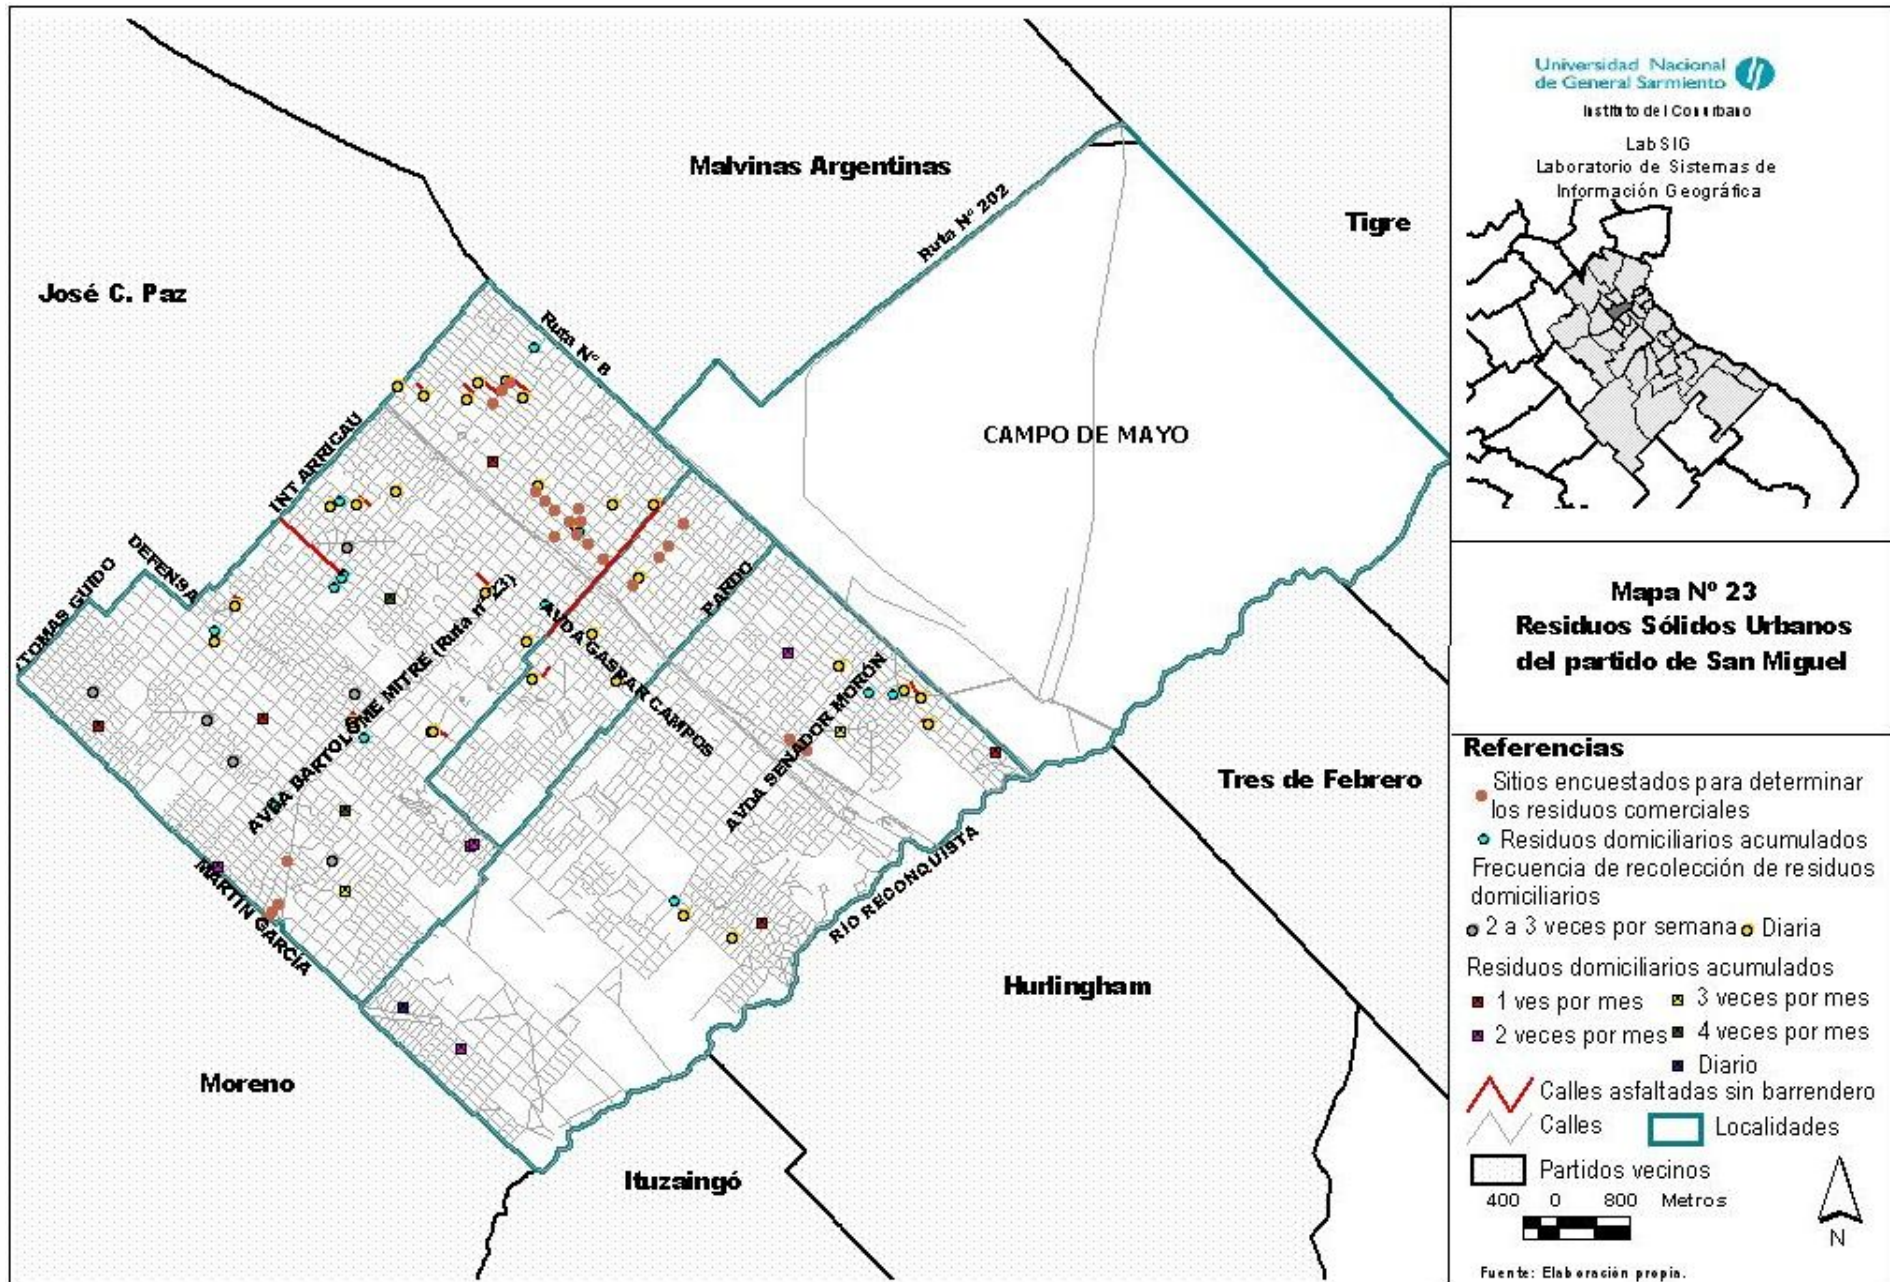 Malvinas Argentinas
Tigre
José C. Paz
Ruta Nº 202
Ruta Nº 8
CAMPO DE MAYO
INT ARRIGAU
DEFENSA
TOMAS GUIDO
PARDO
AVDA GASPAR CAMPOS
AVDA BARTOLOME MITRE (Ruta nº 23)
AVDA SENADOR MORÓN
MARTÍN GARCÍA
RÍO RECONQUISTA
Tres de Febrero
Hurlingham
Moreno
Ituzaingó
Universidad Nacional
de General Sarmiento
Instituto del Conurbano
LabSIG
Laboratorio de Sistemas de
Información Geográfica
Mapa Nº 23
Residuos Sólidos Urbanos
del partido de San Miguel
Referencias
Sitios encuestados para determinar
los residuos comerciales
Residuos domiciliarios acumulados
Frecuencia de recolección de residuos
domiciliarios
2 a 3 veces por semana Diaria
Residuos domiciliarios acumulados
1 ves por mes 3 veces por mes
2 veces por mes 4 veces por mes
Diario
Calles asfaltadas sin barrendero
Calles Localidades
Partidos vecinos
400 0 800 Metros
N
Fuente: Elaboración propia.